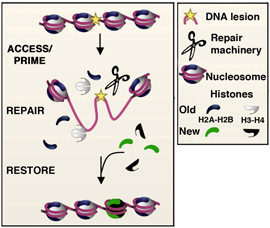 ACCESS/
PRIME
REPAIR
RESTORE
DNA lesion
Repair
machinery
Nucleosome
Histones
Old
H2A-H2B H3-H4
New